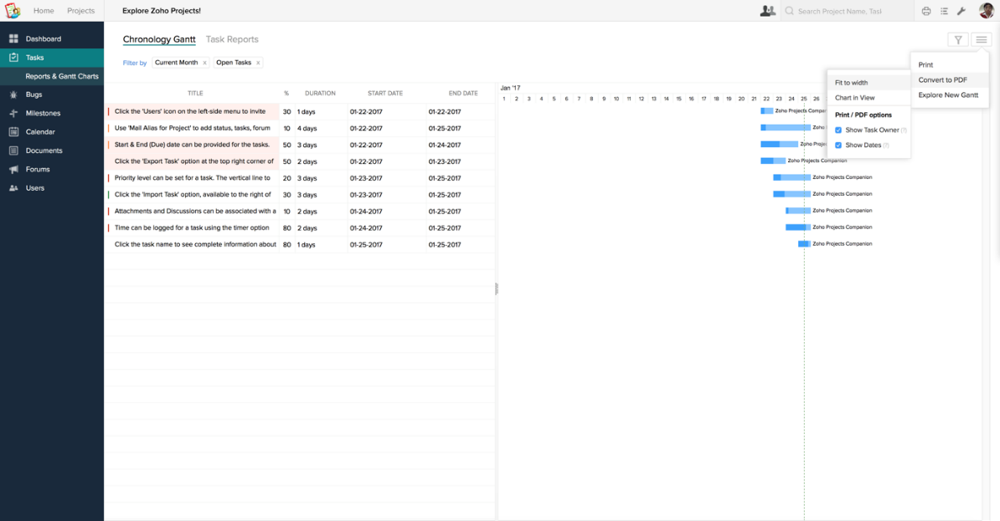 Home Projects Explore Zoho Projects! Search Project Name, Task
Dashboard
Tasks
Reports & Gantt Charts
Bugs
Milestones
Calendar
Documents
Forums
Users
Chronology Gantt Task Reports
Filter by Current Month x Open Tasks x
Print
Convert to PDF
Explore New Gantt
Fit to width
Chart in View
Print / PDF options
Show Task Owner (?)
Show Dates (?)
TITLE % DURATION START DATE END DATE
Click the 'Users' icon on the left-side menu to invite 30 1 days 01-22-2017 01-22-2017
Use 'Mail Alias for Project' to add status, tasks, forum 10 4 days 01-22-2017 01-25-2017
Start & End (Due) date can be provided for the tasks. 50 3 days 01-22-2017 01-24-2017
Click the 'Export Task' option at the top right corner of 50 2 days 01-22-2017 01-23-2017
Priority level can be set for a task. The vertical line to 20 3 days 01-23-2017 01-25-2017
Click the 'Import Task' option, available to the right of 30 3 days 01-23-2017 01-25-2017
Attachments and Discussions can be associated with a 10 2 days 01-24-2017 01-25-2017
Time can be logged for a task using the timer option 80 2 days 01-24-2017 01-25-2017
Click the task name to see complete information about 80 1 days 01-25-2017 01-25-2017
Jan '17
1 2 3 4 5 6 7 8 9 10 11 12 13 14 15 16 17 18 19 20 21 22 23 24 25 26
Zoho Projects Compe
Zoho
Zoho Proje
Zoho Projects Companion
Zoho Projects Companion
Zoho Projects Companion
Zoho Projects Companion
Zoho Projects Companion
Zoho Projects Companion